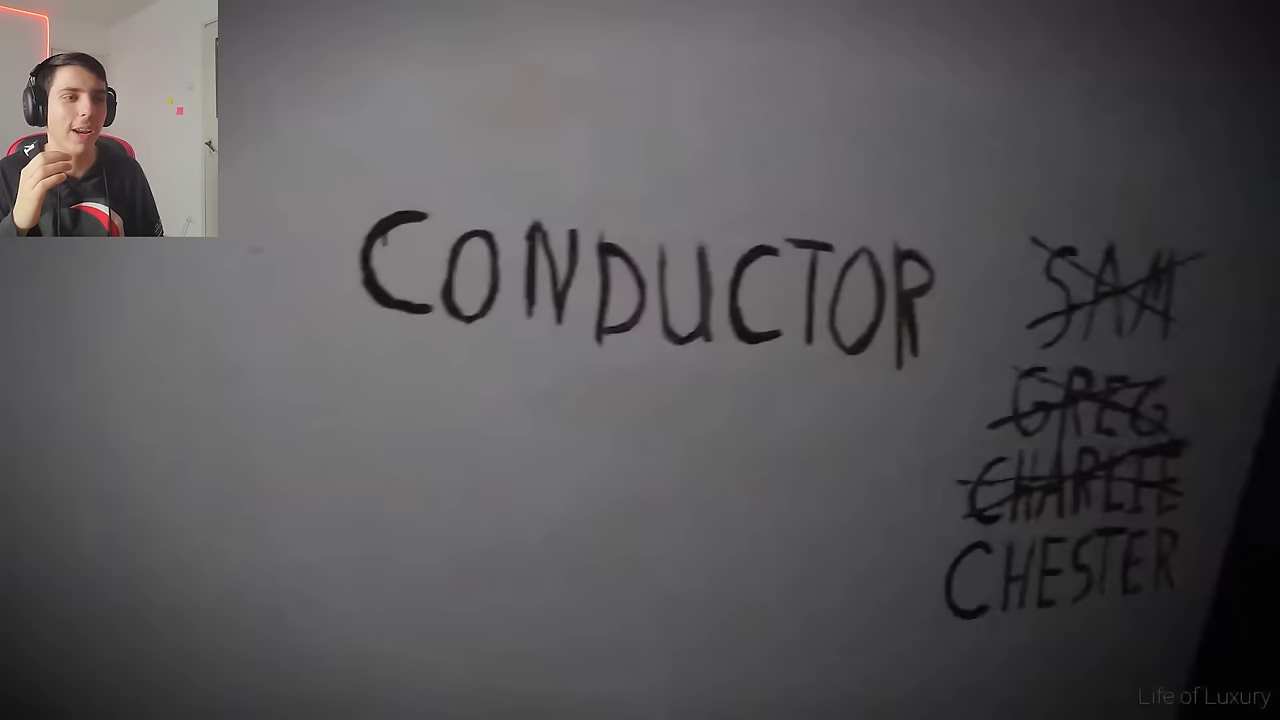 CONDUCTOR
SAM
GREG
CHARLIE
CHESTER
Life of Luxury